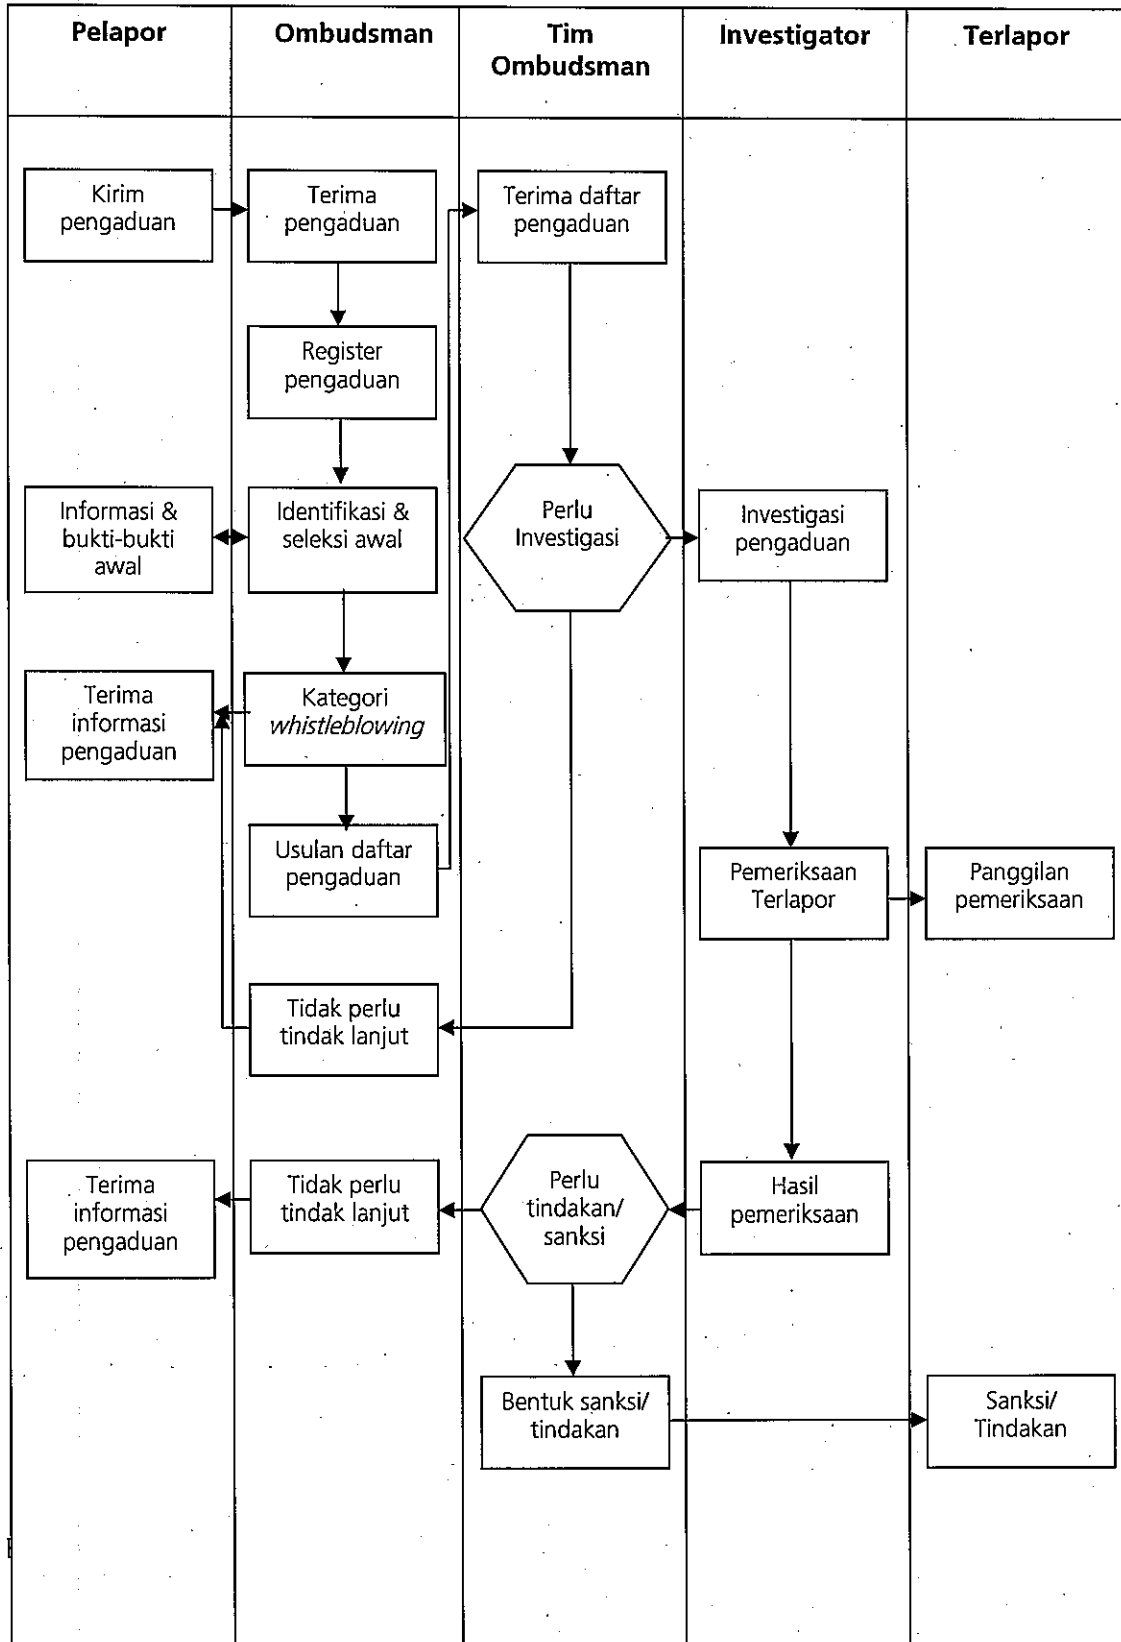 Pelapor
Ombudsman
Tim
Ombudsman
Investigator
Terlapor
Kirim
pengaduan
Terima
pengaduan
Terima daftar
pengaduan
Register
pengaduan
Informasi &
bukti-bukti
awal
Identifikasi &
seleksi awal
Perlu
Investigasi
Investigasi
pengaduan
Terima
informasi
pengaduan
Kategori
whistleblowing
Usulan daftar
pengaduan
Pemeriksaan
Terlapor
Panggilan
pemeriksaan
Tidak perlu
tindak lanjut
Terima
informasi
pengaduan
Tidak perlu
tindak lanjut
Perlu
tindakan/
sanksi
Hasil
pemeriksaan
Bentuk sanksi/
tindakan
Sanksi/
Tindakan